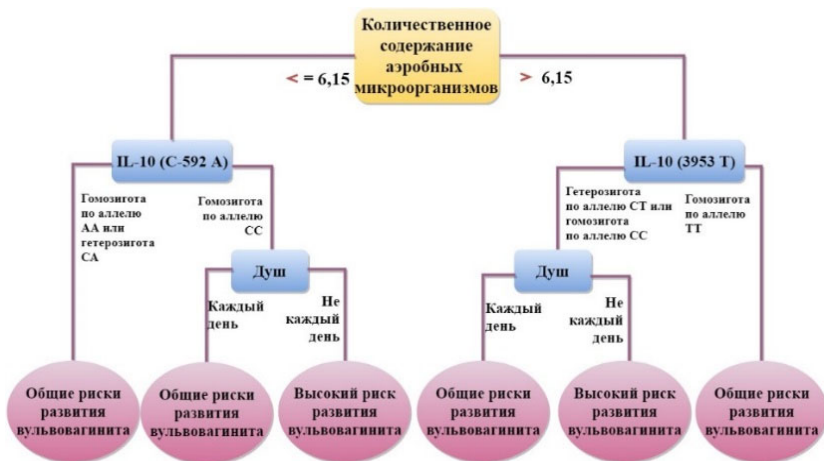 Количественное
содержание
аэробных
микроорганизмов
< = 6,15
> 6,15
IL-10 (C-592 A)
IL-10 (3953 T)
Гомозигота
по аллелю
АА или
гетерозигота
СА
Гомозигота
по аллелю
СС
Гетерозигота
по аллелю СТ или
гомозигота
по аллелю СС
Гомозигота
по аллелю
ТТ
Душ
Душ
Каждый
день
Не
каждый
день
Каждый
день
Не
каждый
день
Общие риски
развития
вульвовагинита
Общие риски
развития
вульвовагинита
Высокий риск
развития
вульвовагинита
Общие риски
развития
вульвовагинита
Высокий риск
развития
вульвовагинита
Общие риски
развития
вульвовагинита